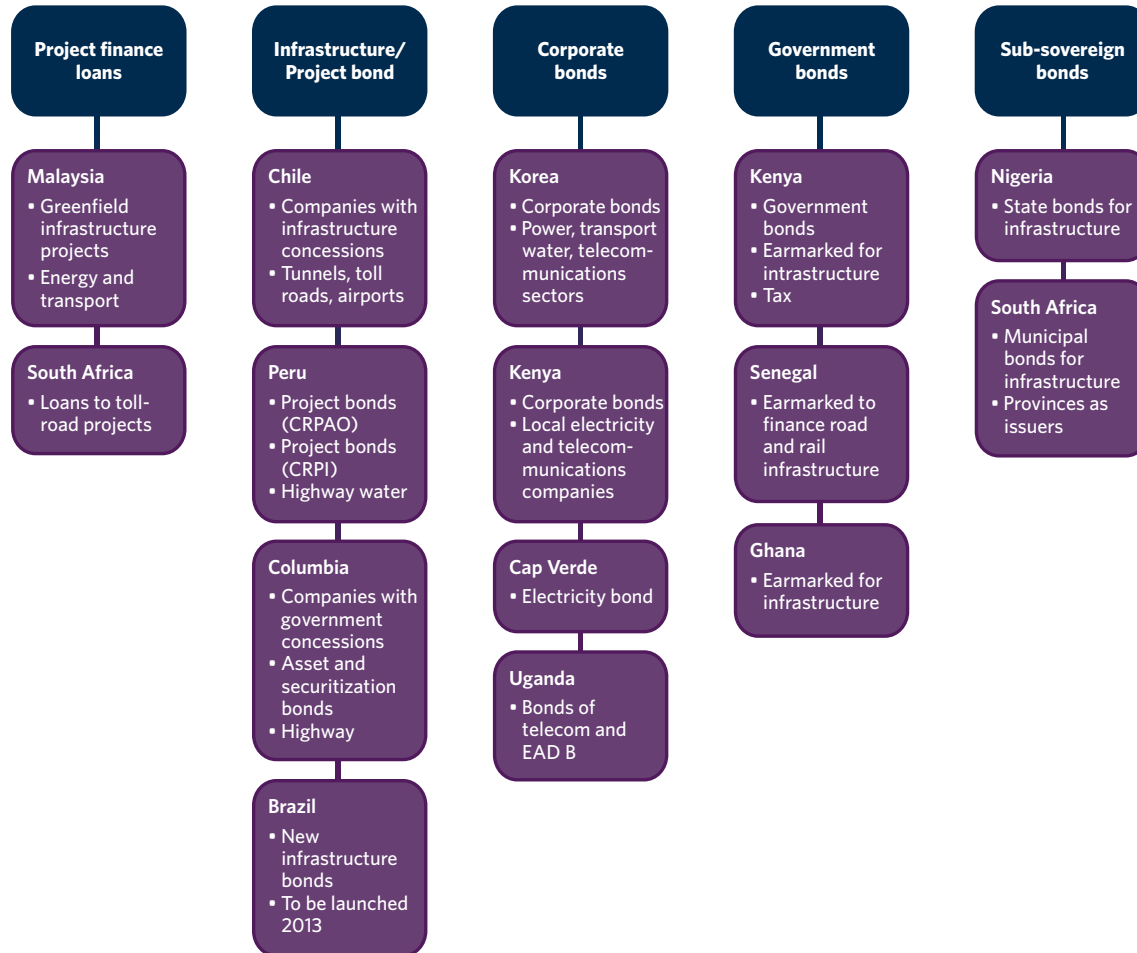 Project finance
loans
Malaysia
• Greenfield
infrastructure
projects
• Energy and
transport
South Africa
• Loans to toll-
road projects
Infrastructure/
Project bond
Chile
• Companies with
infrastructure
concessions
• Tunnels, toll
roads, airports
Peru
• Project bonds
(CRPAO)
• Project bonds
(CRPI)
• Highway water
Columbia
• Companies with
government
concessions
• Asset and
securitization
bonds
• Highway
Brazil
• New
infrastructure
bonds
• To be launched
2013
Corporate
bonds
Korea
• Corporate bonds
• Power, transport
water, telecom-
munications
sectors
Kenya
• Corporate bonds
• Local electricity
and telecom-
munications
companies
Cap Verde
• Electricity bond
Uganda
• Bonds of
telecom and
EAD B
Government
bonds
Kenya
• Government
bonds
• Earmarked for
intrastructure
• Tax
Senegal
• Earmarked to
finance road
and rail
infrastructure
Ghana
• Earmarked for
infrastructure
Sub-sovereign
bonds
Nigeria
• State bonds for
infrastructure
South Africa
• Municipal
bonds for
infrastructure
• Provinces as
issuers